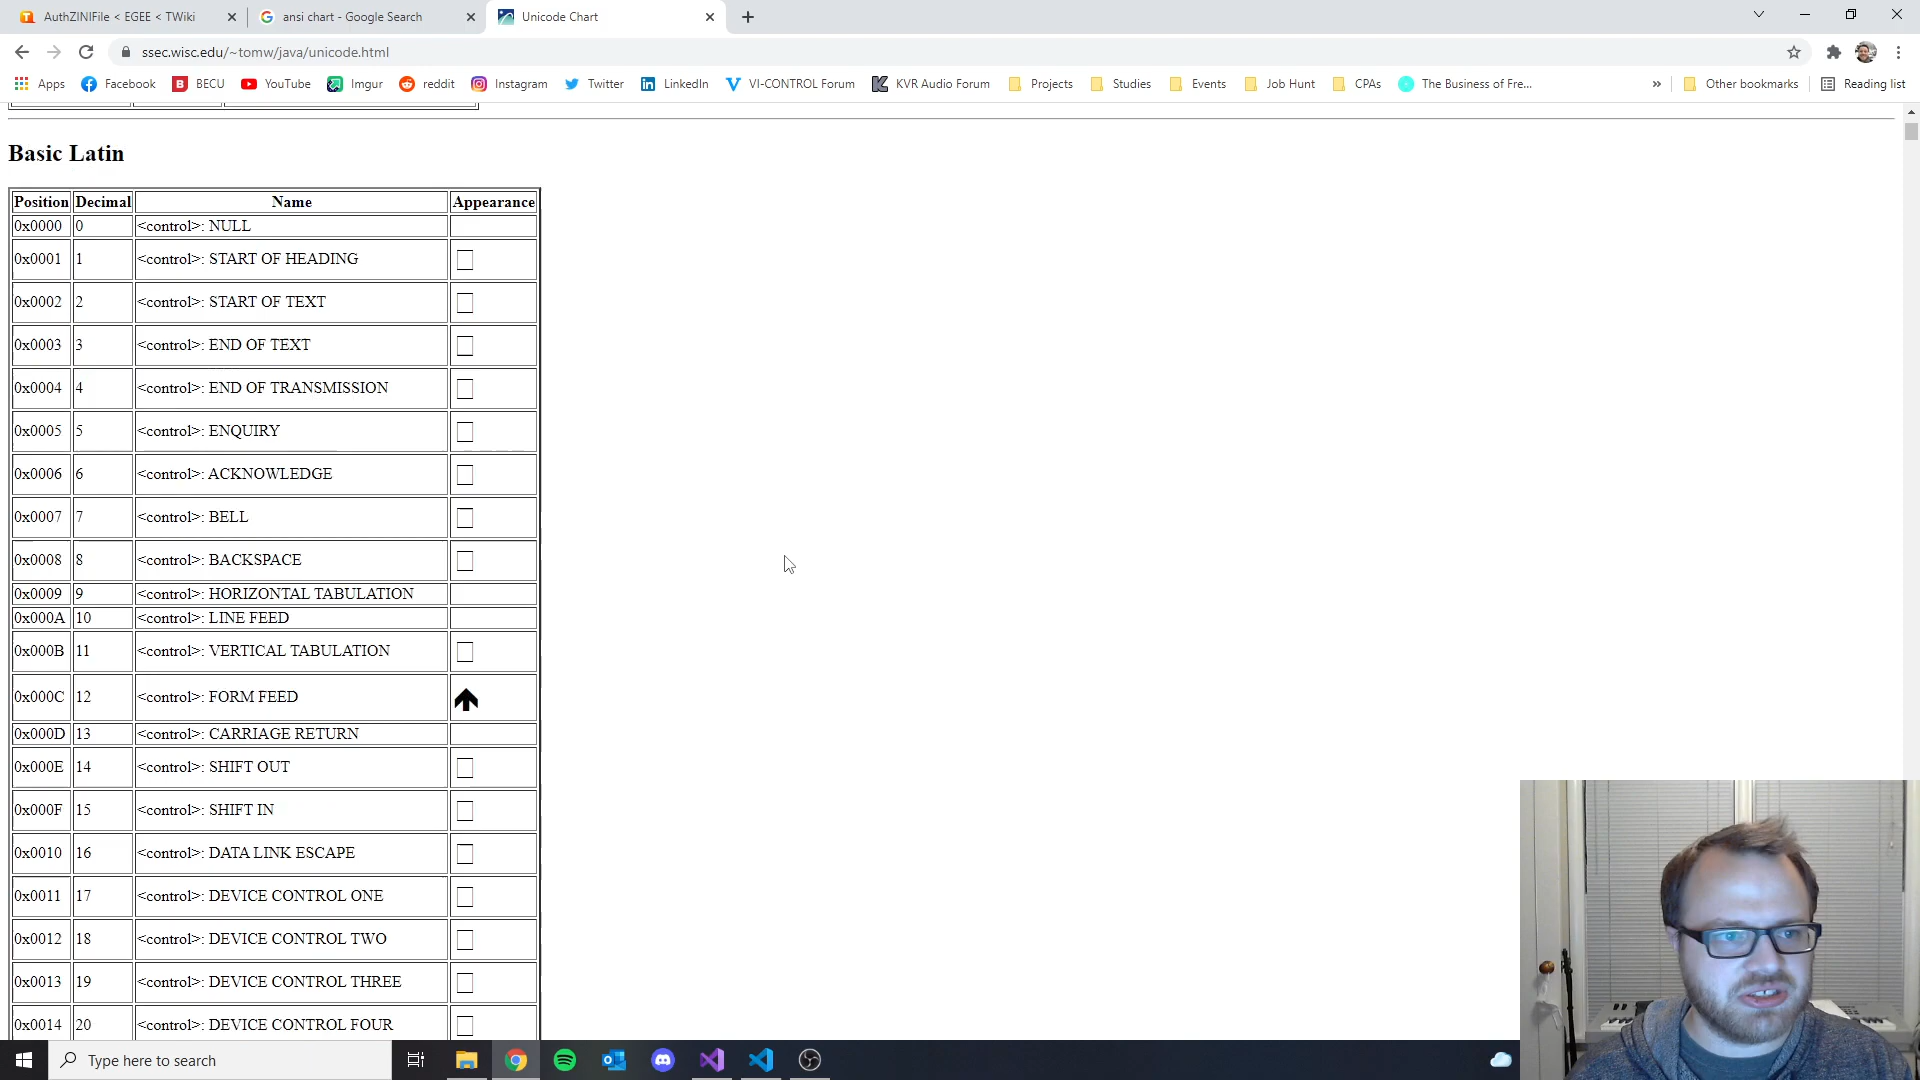 AuthZINIFile < EGEE < TWiki
ansi chart - Google Search
Unicode Chart
ssec.wisc.edu/~tomw/java/unicode.html
Apps Facebook BECU YouTube Imgur reddit Instagram Twitter LinkedIn VI-CONTROL Forum KVR Audio Forum Projects Studies Events Job Hunt CPAs The Business of Fre... » Other bookmarks Reading list
Basic Latin
Position Decimal Name Appearance
0x0000 0 <control>: NULL
0x0001 1 <control>: START OF HEADING
0x0002 2 <control>: START OF TEXT
0x0003 3 <control>: END OF TEXT
0x0004 4 <control>: END OF TRANSMISSION
0x0005 5 <control>: ENQUIRY
0x0006 6 <control>: ACKNOWLEDGE
0x0007 7 <control>: BELL
0x0008 8 <control>: BACKSPACE
0x0009 9 <control>: HORIZONTAL TABULATION
0x000A 10 <control>: LINE FEED
0x000B 11 <control>: VERTICAL TABULATION
0x000C 12 <control>: FORM FEED
0x000D 13 <control>: CARRIAGE RETURN
0x000E 14 <control>: SHIFT OUT
0x000F 15 <control>: SHIFT IN
0x0010 16 <control>: DATA LINK ESCAPE
0x0011 17 <control>: DEVICE CONTROL ONE
0x0012 18 <control>: DEVICE CONTROL TWO
0x0013 19 <control>: DEVICE CONTROL THREE
0x0014 20 <control>: DEVICE CONTROL FOUR
Type here to search